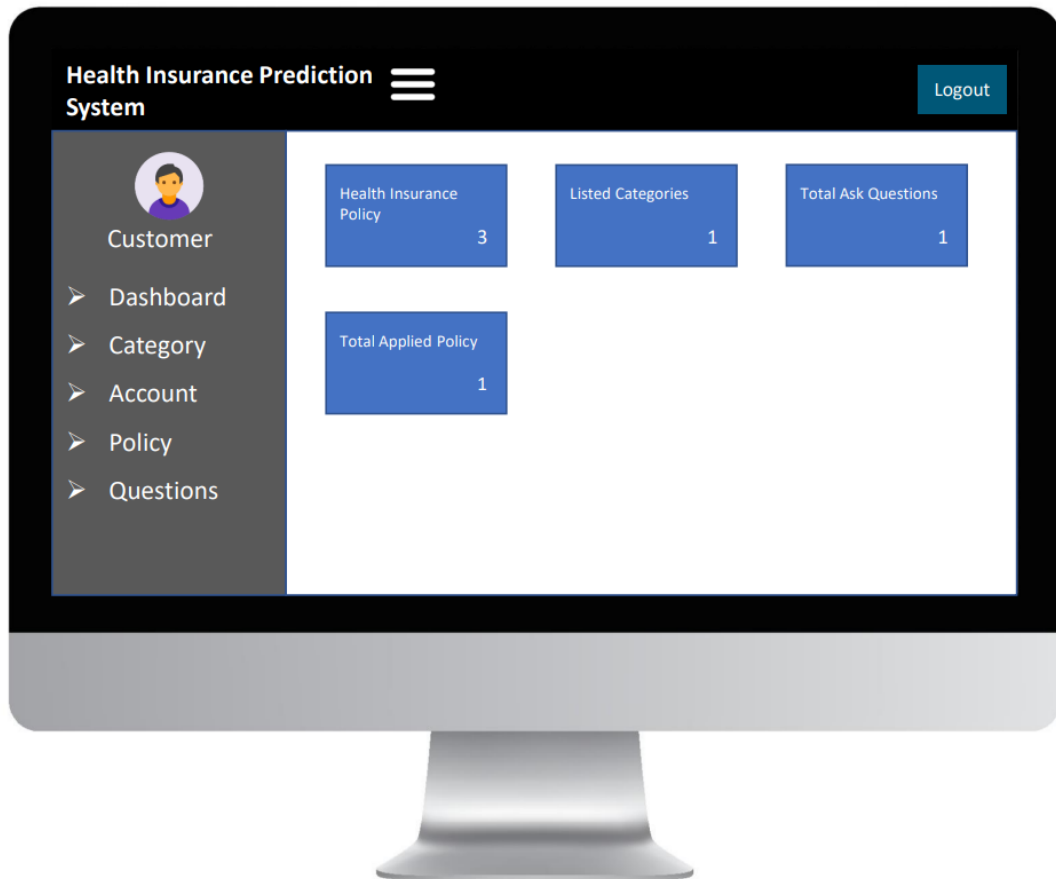 Health Insurance Prediction
System
Logout
Customer
Dashboard
Category
Account
Policy
Questions
Health Insurance
Policy
3
Listed Categories
1
Total Ask Questions
1
Total Applied Policy
1